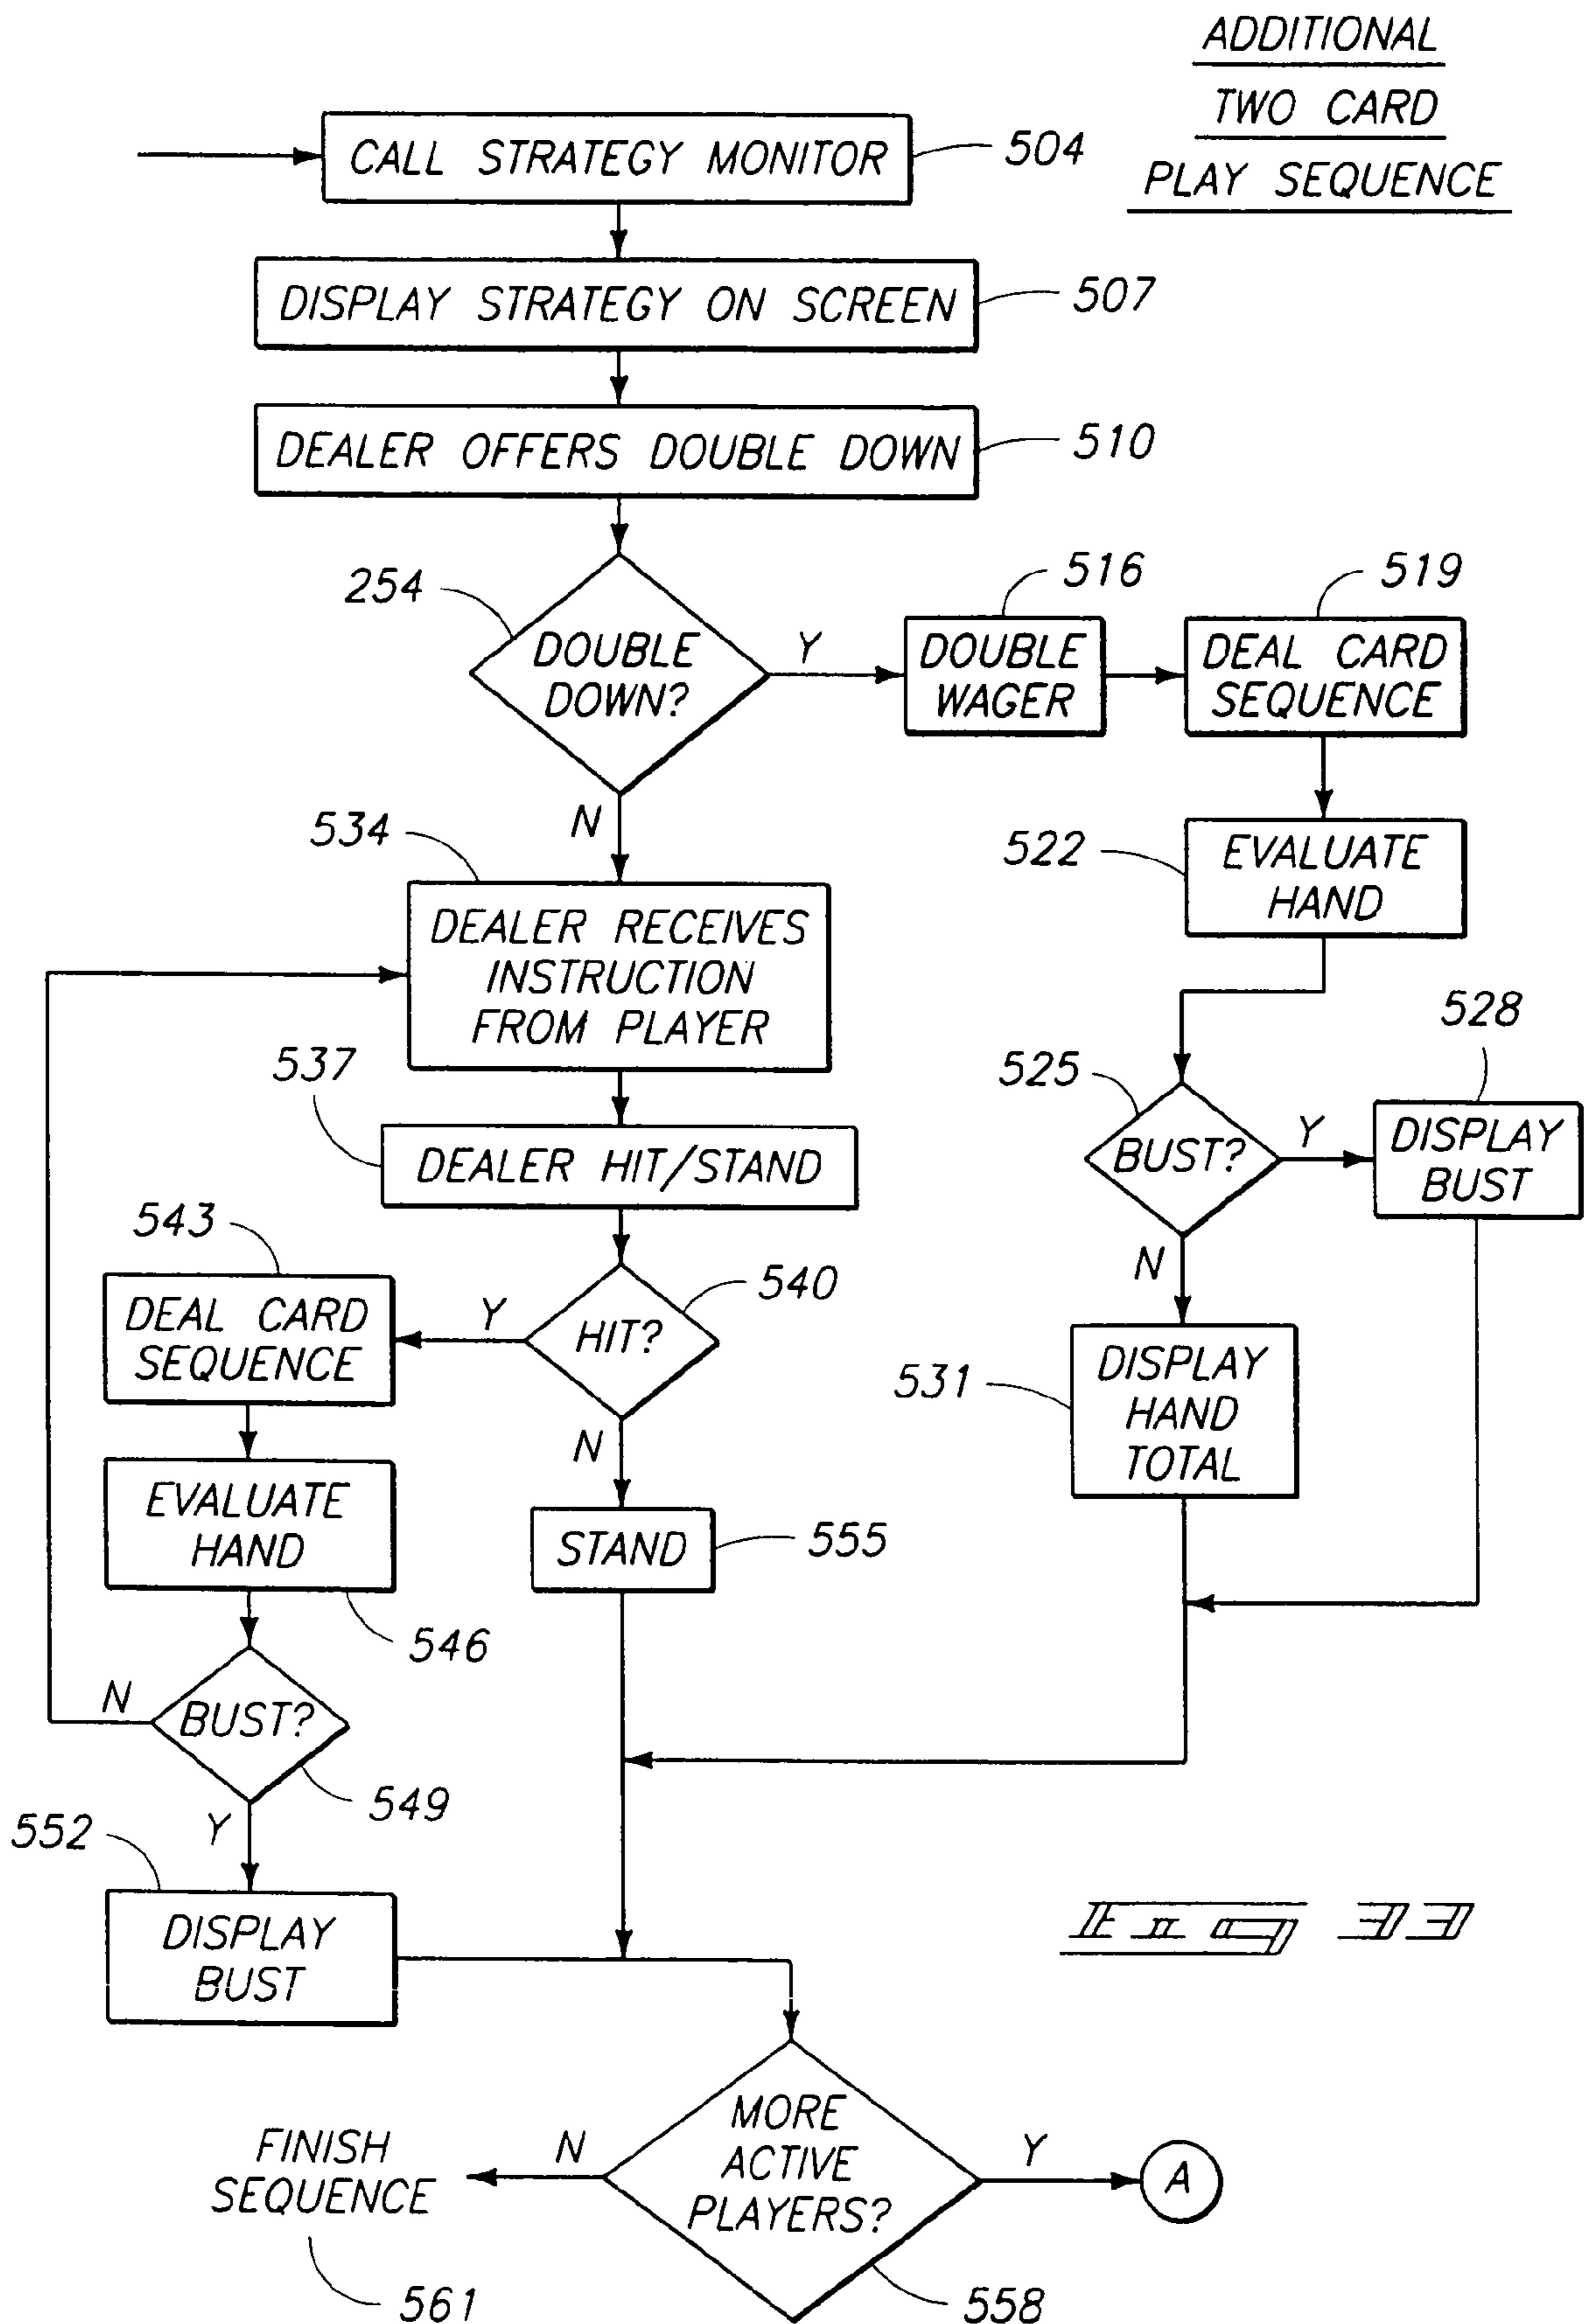 ADDITIONAL
TWO CARD
PLAY SEQUENCE
CALL STRATEGY MONITOR
504
DISPLAY STRATEGY ON SCREEN
507
DEALER OFFERS DOUBLE DOWN
510
254
DOUBLE
DOWN?
Y
516
DOUBLE
WAGER
519
DEAL CARD
SEQUENCE
N
534
DEALER RECEIVES
INSTRUCTION
FROM PLAYER
522
EVALUATE
HAND
537
DEALER HIT/STAND
525
BUST?
Y
528
DISPLAY
BUST
N
543
DEAL CARD
SEQUENCE
Y
HIT?
540
531
DISPLAY
HAND
TOTAL
N
EVALUATE
HAND
546
STAND
555
N
BUST?
549
Y
552
DISPLAY
BUST
Fig 33
MORE
ACTIVE
PLAYERS?
558
N
FINISH
SEQUENCE
561
Y
A